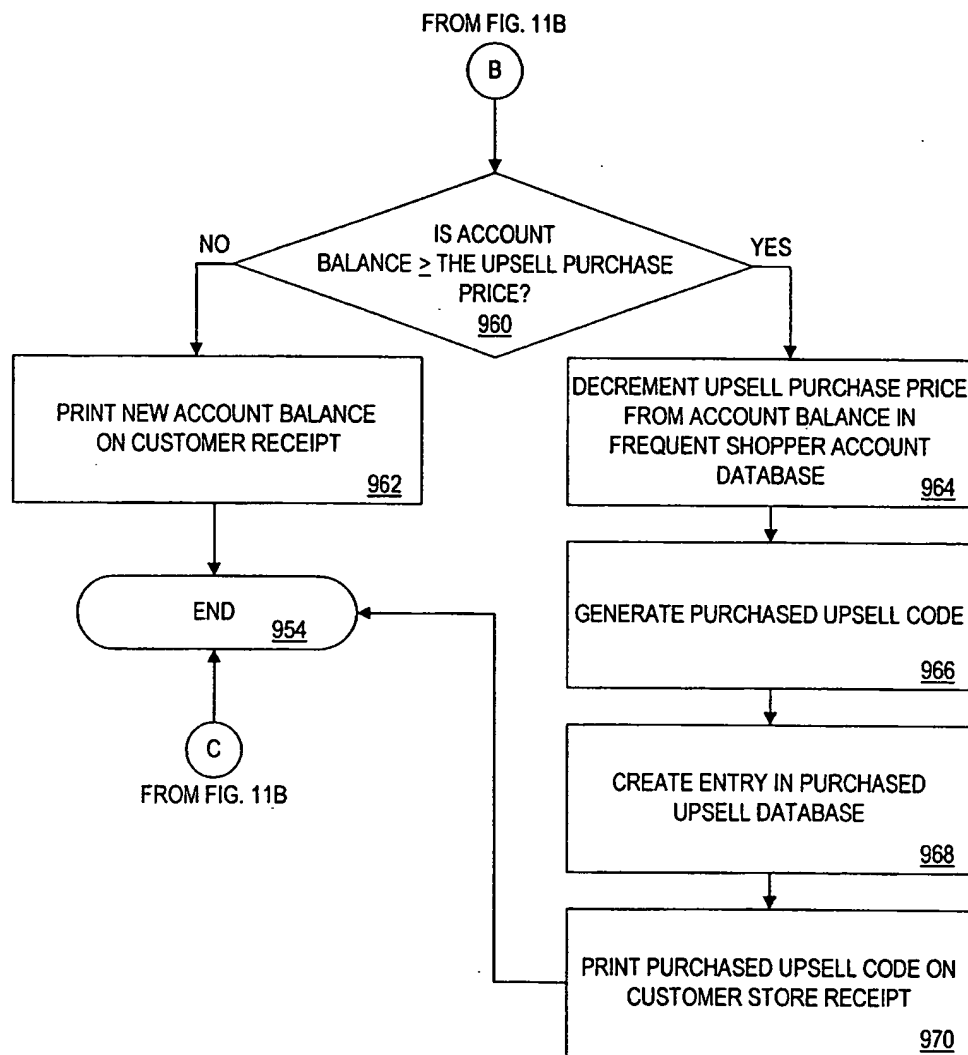 FROM FIG. 11B
B
IS ACCOUNT
BALANCE ≥ THE UPSELL PURCHASE
PRICE?
960
NO
YES
PRINT NEW ACCOUNT BALANCE
ON CUSTOMER RECEIPT
962
DECREMENT UPSELL PURCHASE PRICE
FROM ACCOUNT BALANCE IN
FREQUENT SHOPPER ACCOUNT
DATABASE
964
END
954
GENERATE PURCHASED UPSELL CODE
966
C
FROM FIG. 11B
CREATE ENTRY IN PURCHASED
UPSELL DATABASE
968
PRINT PURCHASED UPSELL CODE ON
CUSTOMER STORE RECEIPT
970